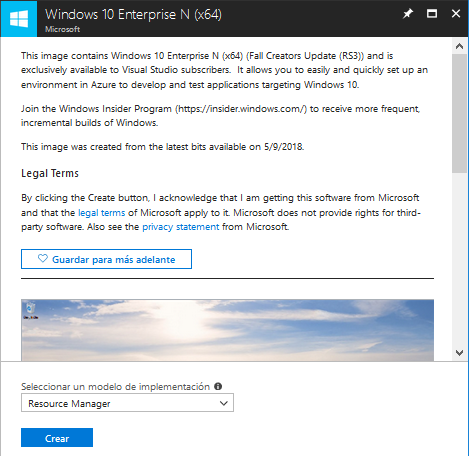 Windows 10 Enterprise N (x64)
Microsoft
This image contains Windows 10 Enterprise N (x64) (Fall Creators Update (RS3)) and is
exclusively available to Visual Studio subscribers.  It allows you to easily and quickly set up an
environment in Azure to develop and test applications targeting Windows 10.
Join the Windows Insider Program (https://insider.windows.com/) to receive more frequent,
incremental builds of Windows.
This image was created from the latest bits available on 5/9/2018.
Legal Terms
By clicking the Create button, I acknowledge that I am getting this software from Microsoft
and that the legal terms of Microsoft apply to it. Microsoft does not provide rights for third-
party software. Also see the privacy statement from Microsoft.
Guardar para más adelante
Seleccionar un modelo de implementación
Resource Manager
Crear